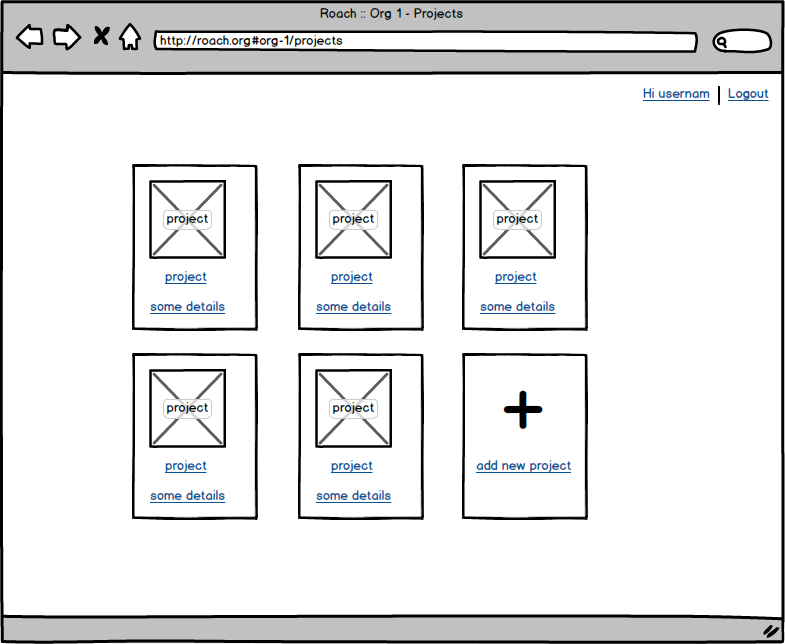 Roach :: Org 1 - Projects
http://roach.org#org-1/projects
Hi usernam | Logout
project project project
project project project
some details some details some details
project project
project project add new project
some details some details